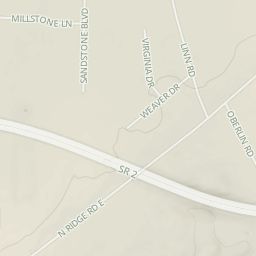 MILLSTONE LN
SANDSTONE BLVD
VIRGINIA DR
LINN RD
WEAVER DR
OBERLIN RD
SR 2
N RIDGE RD E